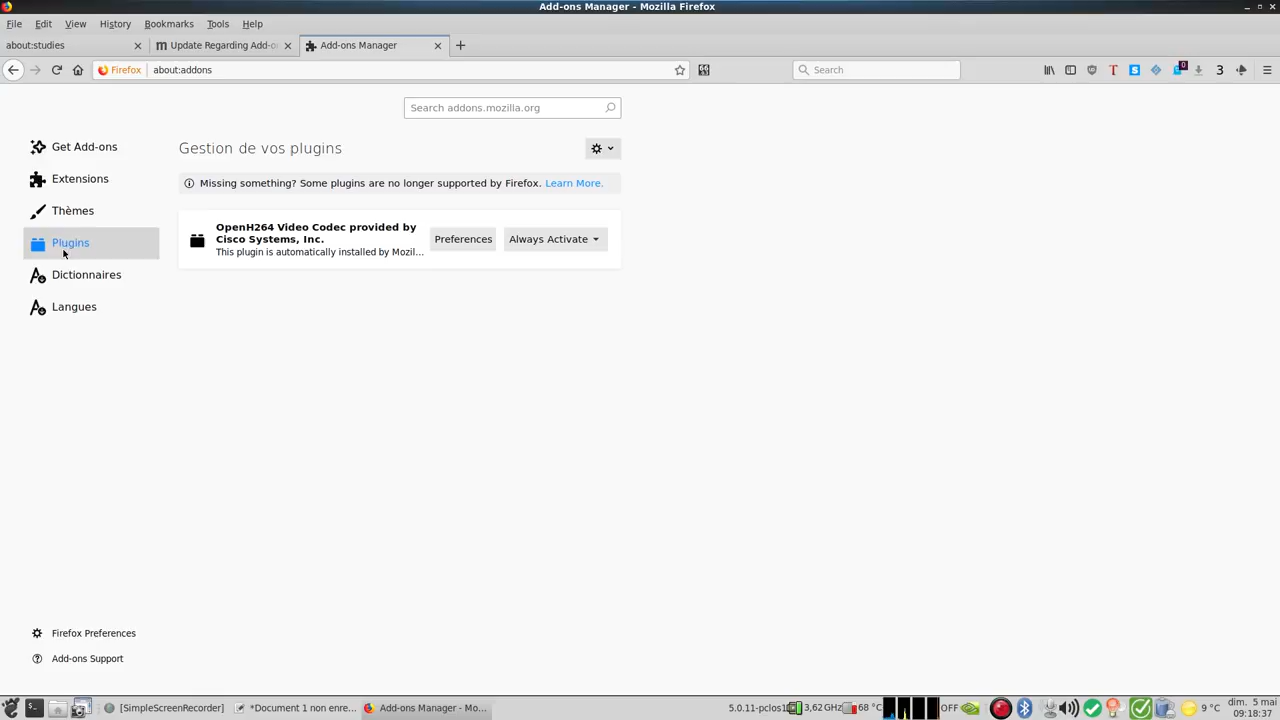 Add-ons Manager - Mozilla Firefox
File Edit View History Bookmarks Tools Help
about:studies
Update Regarding Add-o
Add-ons Manager
Firefox about:addons
Search
T S 0 3
Search addons.mozilla.org
Get Add-ons
Extensions
Thèmes
Plugins
Dictionnaires
Langues
Gestion de vos plugins
Missing something? Some plugins are no longer supported by Firefox. Learn More.
OpenH264 Video Codec provided by
Cisco Systems, Inc.
This plugin is automatically installed by Mozil...
Preferences
Always Activate
Firefox Preferences
Add-ons Support
[SimpleScreenRecorder]
*Document 1 non enre...
Add-ons Manager - Mo...
5.0.11-pclos1
3,62 GHz
68 °C
OFF
9 °C
dim. 5 mai
09:18:37